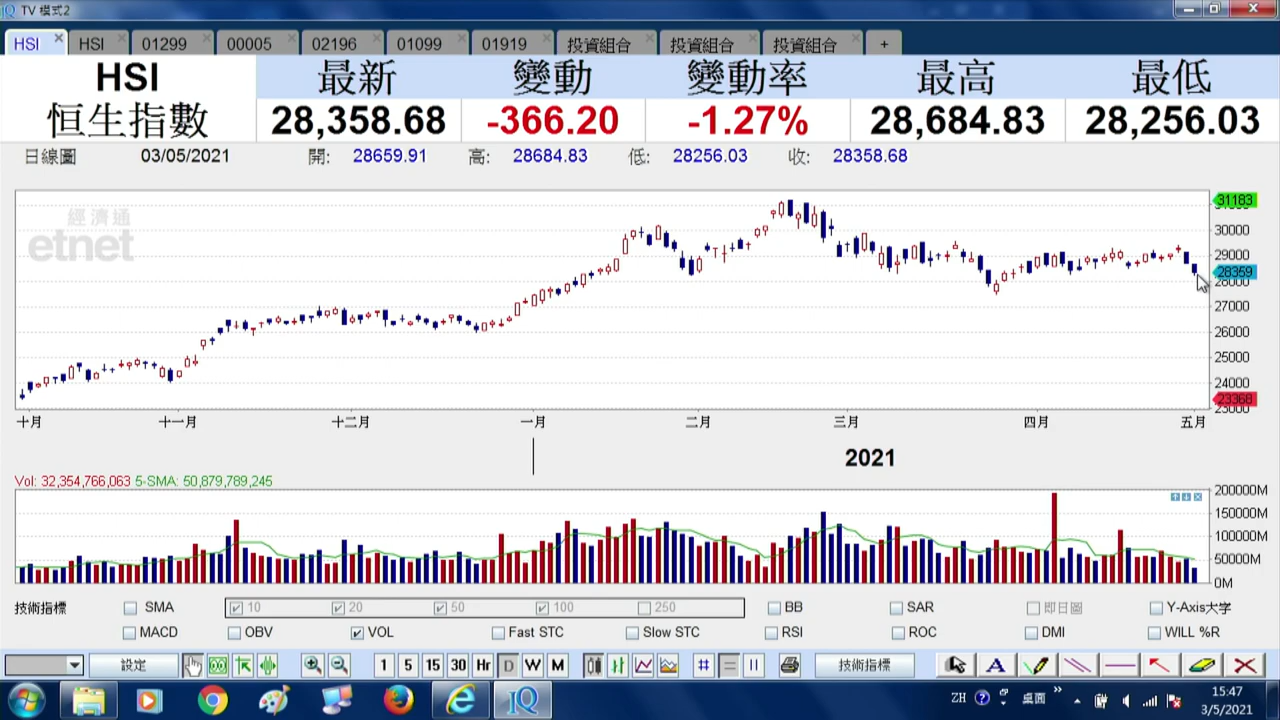 TV 模式2
HSI HSI 01299 00005 02196 01099 01919 投資組合 投資組合 投資組合 +
HSI 最新 變動 變動率 最高 最低
恒生指數 28,358.68 -366.20 -1.27% 28,684.83 28,256.03
日線圖 03/05/2021 開: 28659.91 高: 28684.83 低: 28256.03 收: 28358.68
經濟通
etnet
31183
30000
29000
28359
28000
27000
26000
25000
24000
23368
23000
十月 十一月 十二月 一月 二月 三月 四月 五月
2021
Vol: 32,354,766,063 5-SMA: 50,879,789,245
200000M
150000M
100000M
50000M
0M
技術指標 SMA 10 20 50 100 250 BB SAR 即日圖 Y-Axis大字
MACD OBV VOL Fast STC Slow STC RSI ROC DMI WILL %R
設定 1 5 15 30 Hr D W M 技術指標 A
ZH 桌面 15:47
3/5/2021